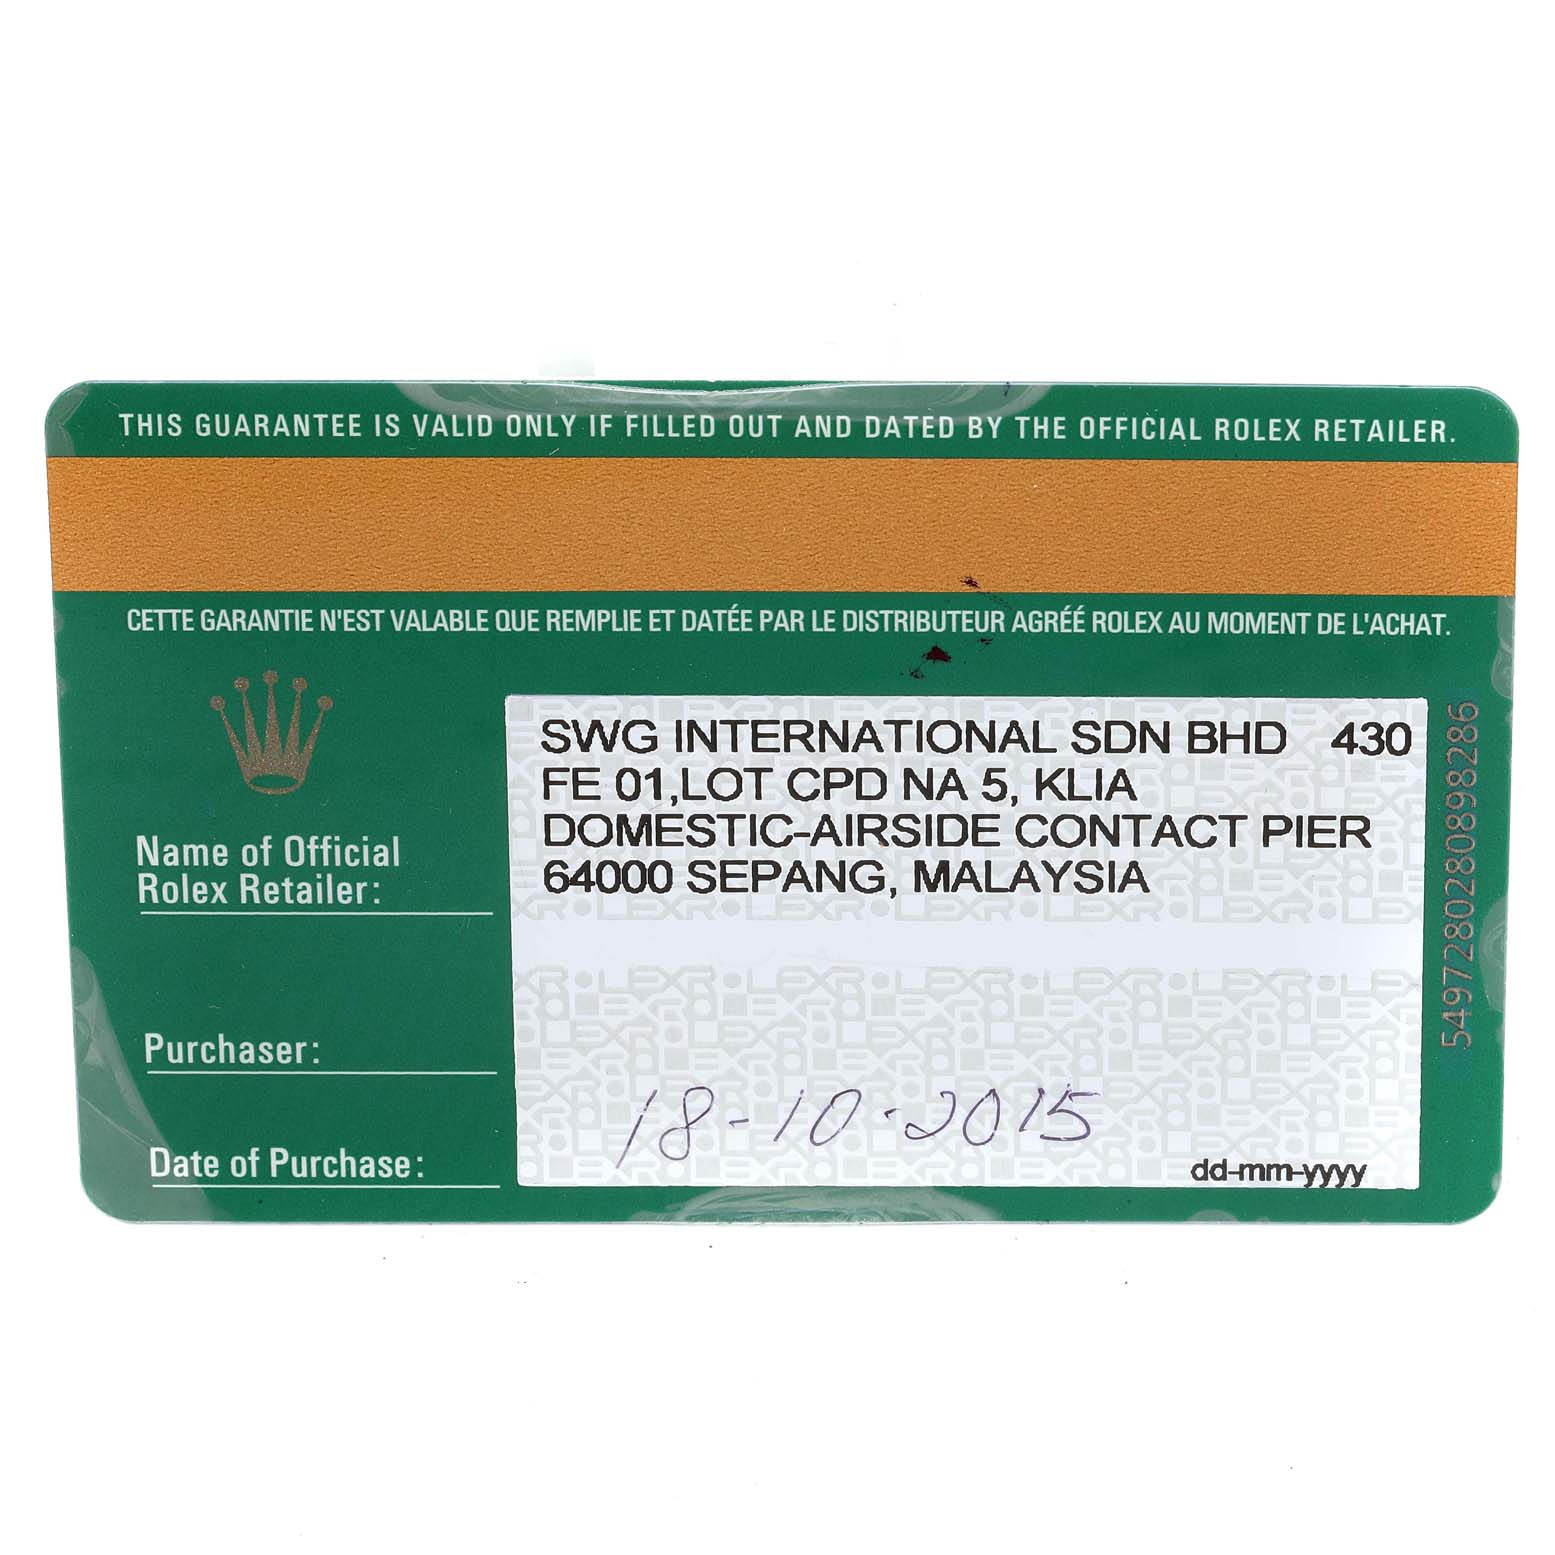 THIS GUARANTEE IS VALID ONLY IF FILLED OUT AND DATED BY THE OFFICIAL ROLEX RETAILER.
CETTE GARANTIE N'EST VALABLE QUE REMPLIE ET DATÉE PAR LE DISTRIBUTEUR AGRÉÉ ROLEX AU MOMENT DE L'ACHAT.
SWG INTERNATIONAL SDN BHD 430
FE 01,LOT CPD NA 5, KLIA
DOMESTIC-AIRSIDE CONTACT PIER
64000 SEPANG, MALAYSIA
Name of Official
Rolex Retailer:
Purchaser:
Date of Purchase:
18-10-2015
dd-mm-yyyy
5497280280898286